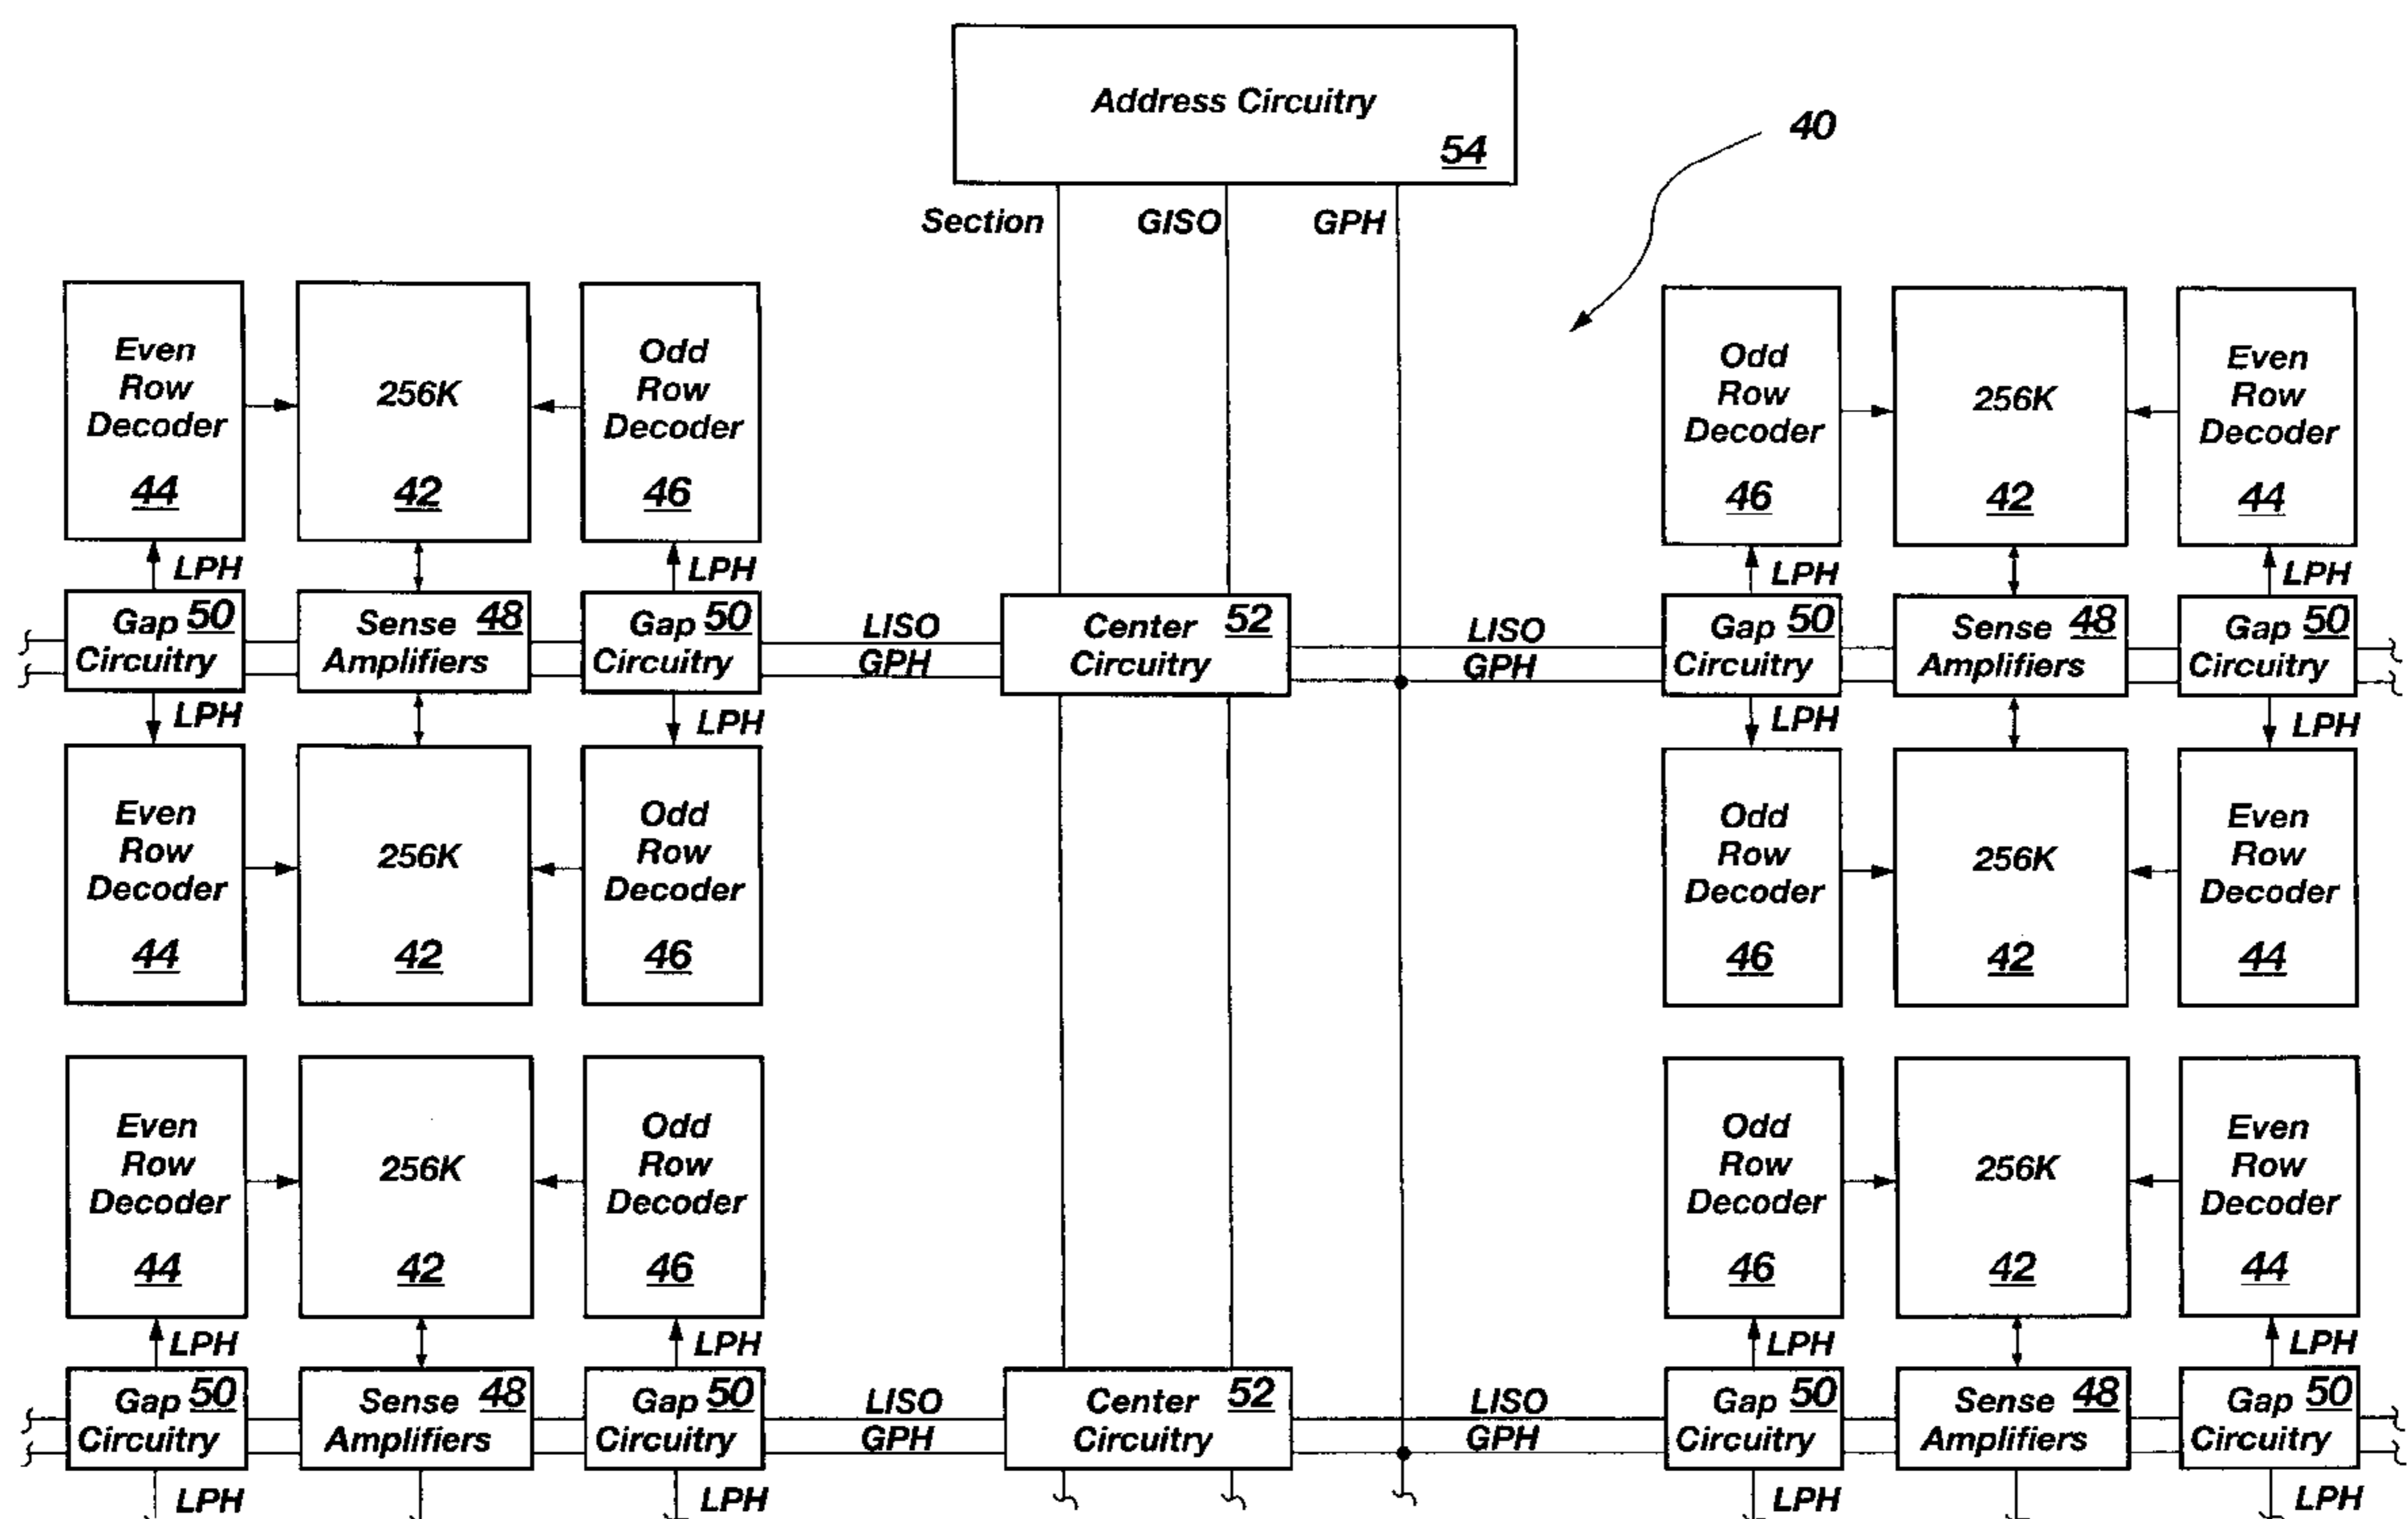 Address Circuitry
54
40
Section GISO GPH
Even Row Decoder 44
256K 42
Odd Row Decoder 46
Odd Row Decoder 46
256K 42
Even Row Decoder 44
LPH LPH LPH LPH
Gap Circuitry 50
Sense Amplifiers 48
Gap Circuitry 50
LISO
GPH
Center Circuitry 52
LISO
GPH
Gap Circuitry 50
Sense Amplifiers 48
Gap Circuitry 50
LPH LPH LPH LPH
Even Row Decoder 44
256K 42
Odd Row Decoder 46
Odd Row Decoder 46
256K 42
Even Row Decoder 44
Even Row Decoder 44
256K 42
Odd Row Decoder 46
Odd Row Decoder 46
256K 42
Even Row Decoder 44
LPH LPH LPH LPH
Gap Circuitry 50
Sense Amplifiers 48
Gap Circuitry 50
LISO
GPH
Center Circuitry 52
LISO
GPH
Gap Circuitry 50
Sense Amplifiers 48
Gap Circuitry 50
LPH LPH LPH LPH